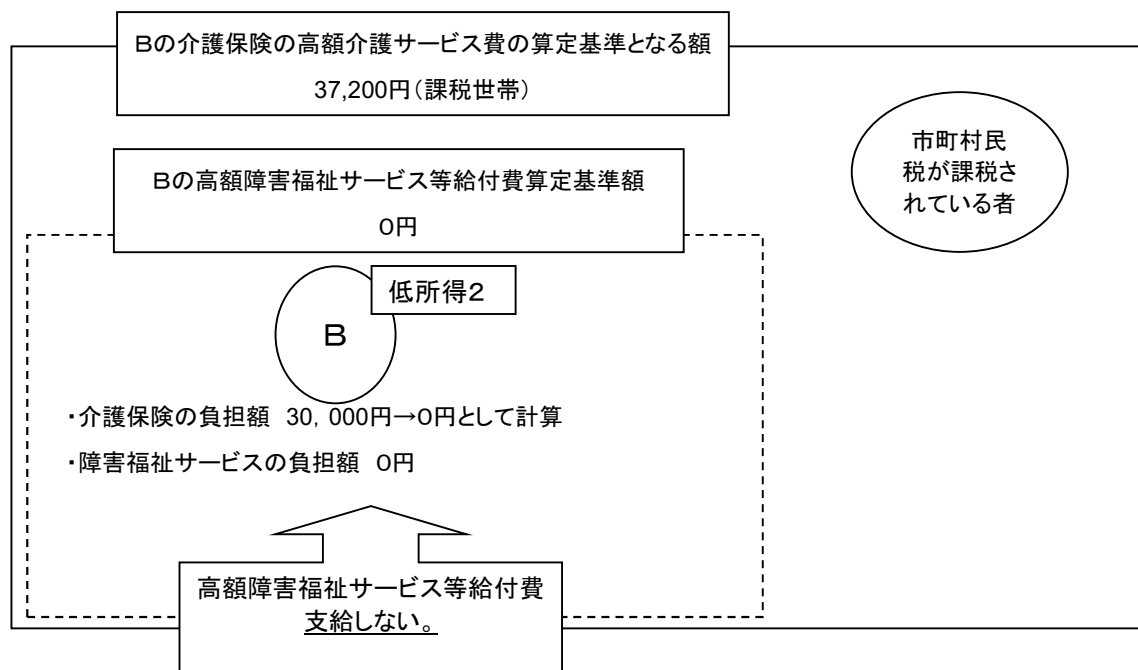 Bの介護保険の高額介護サービス費の算定基準となる額
37,200円（課税世帯）
市町村民
税が課税さ
れている者
Bの高額障害福祉サービス等給付費算定基準額
0円
低所得2
B
・介護保険の負担額 30,000円→0円として計算
・障害福祉サービスの負担額 0円
高額障害福祉サービス等給付費
支給しない。